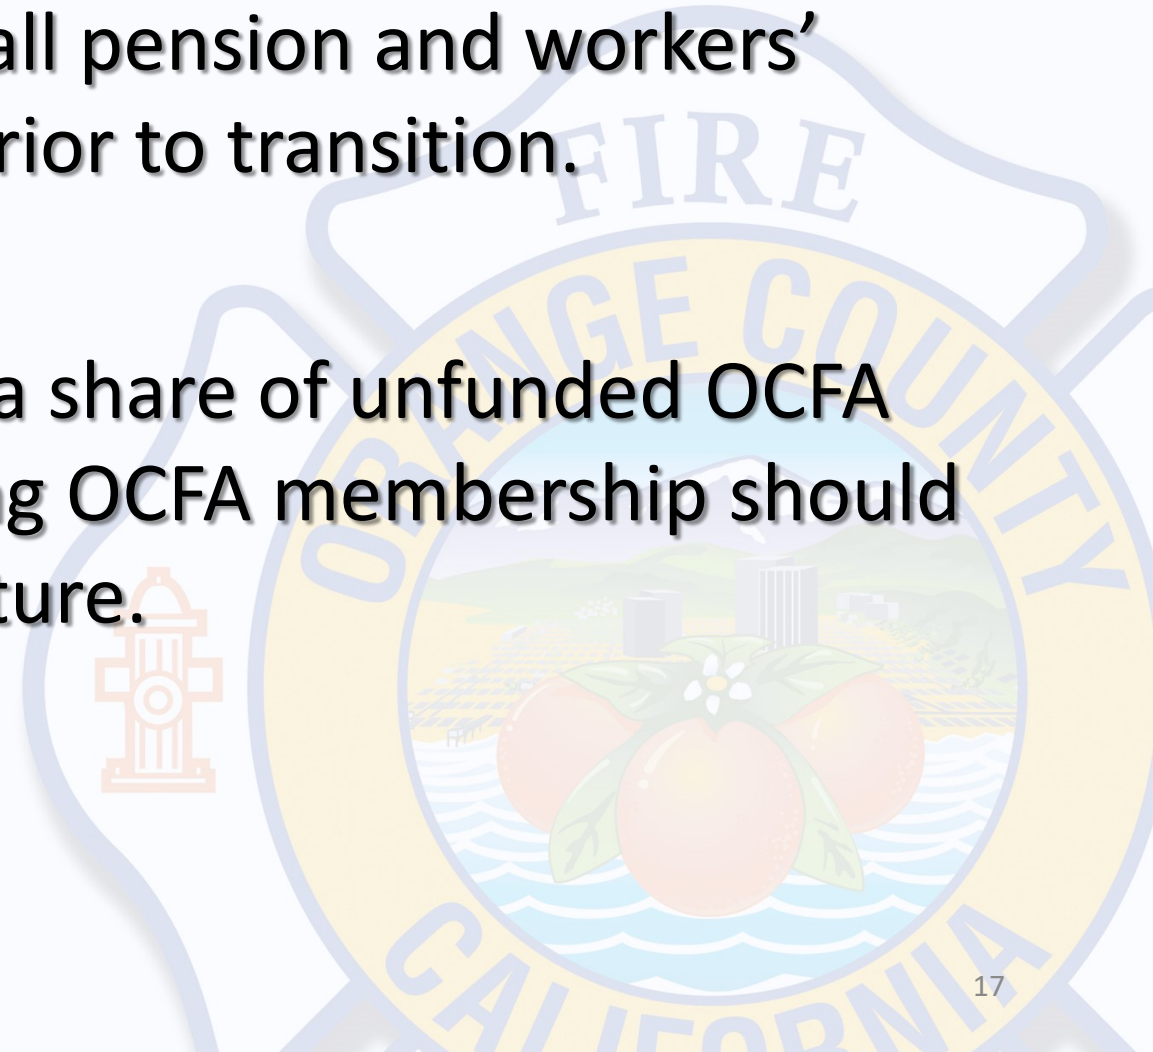 all pension and workers’
rior to transition.
a share of unfunded OCFA
ng OCFA membership should
ture.
FIRE
ORANGE COUNTY
CALIFORNIA
17